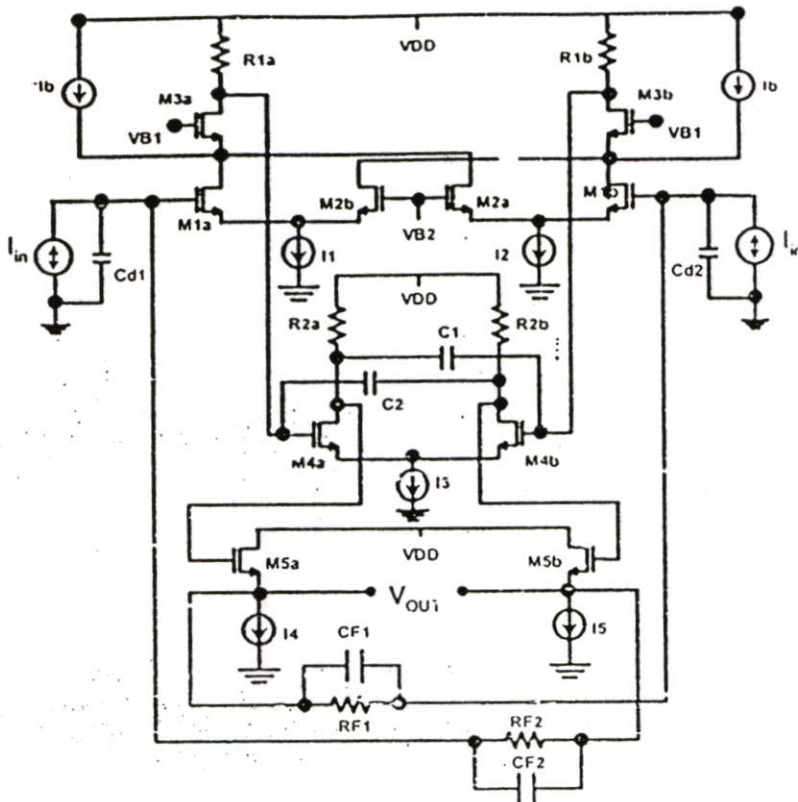 VDD
R1a
R1b
Ib
Ib
M3a
M3b
VB1
VB1
M1a
M2b
M2a
M1b
VB2
Iin
Cd1
I1
I2
Cd2
VDD
R2a
R2b
C1
C2
M4a
M4b
I3
VDD
M5a
M5b
VOUT
I4
I5
CF1
RF1
RF2
CF2